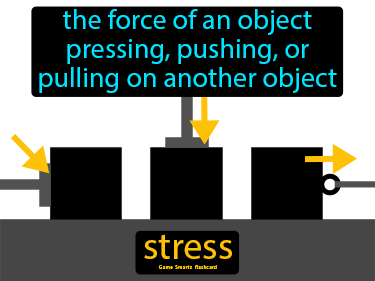 the force of an object
pressing, pushing, or
pulling on another object
stress
Game Smartz flashcard